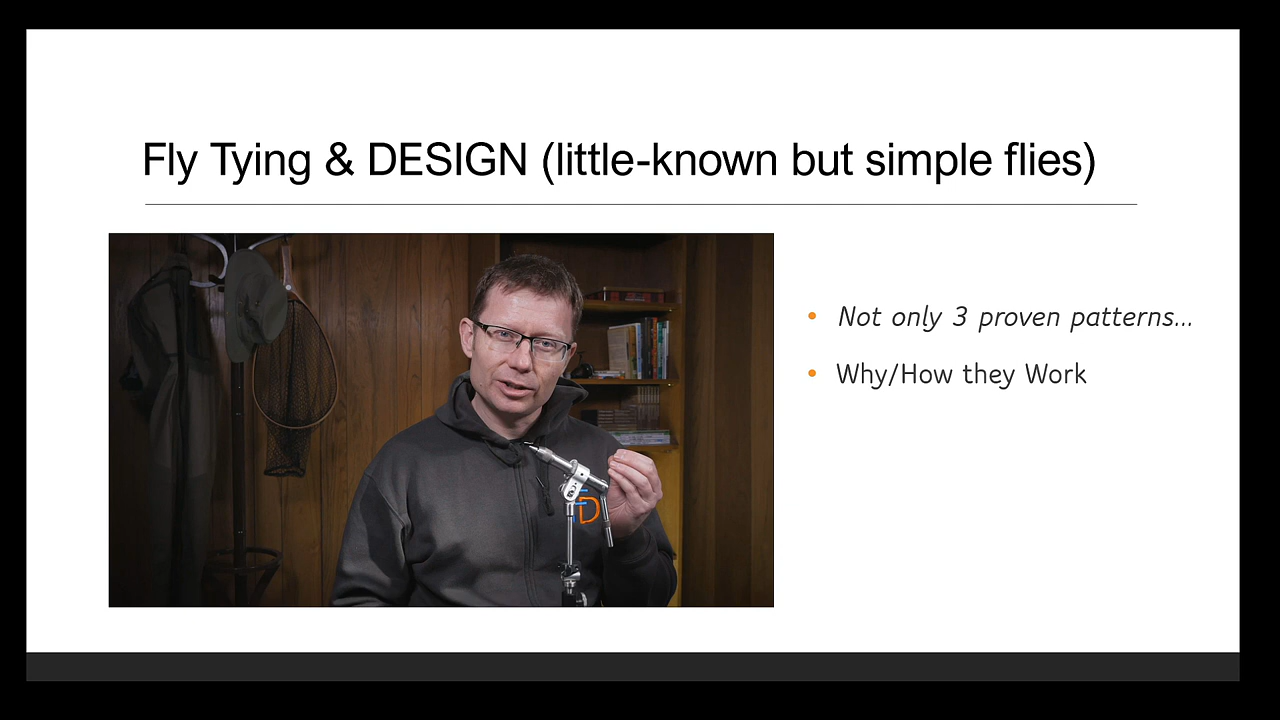 Fly Tying & DESIGN (little-known but simple flies)
• Not only 3 proven patterns...
• Why/How they Work
D